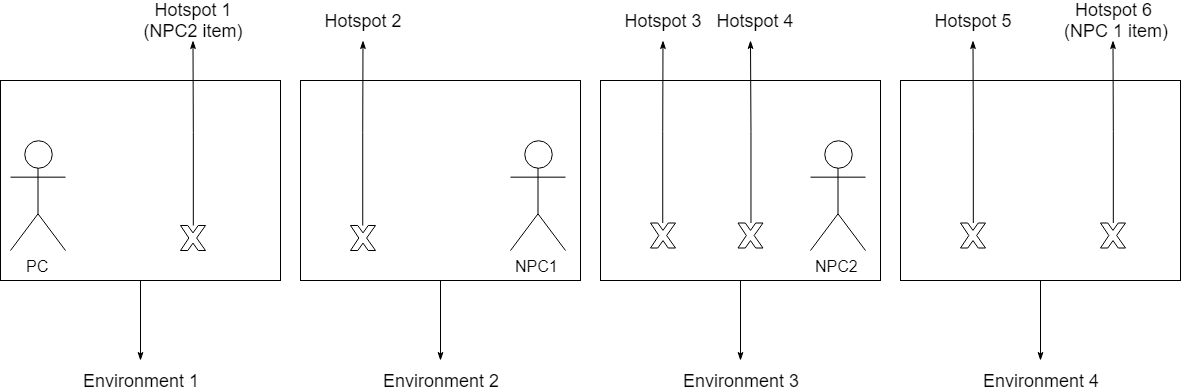 Hotspot 1
(NPC2 item)
Hotspot 2
Hotspot 3
Hotspot 4
Hotspot 5
Hotspot 6
(NPC 1 item)
X
X
X
X
X
X
PC
NPC1
NPC2
Environment 1
Environment 2
Environment 3
Environment 4